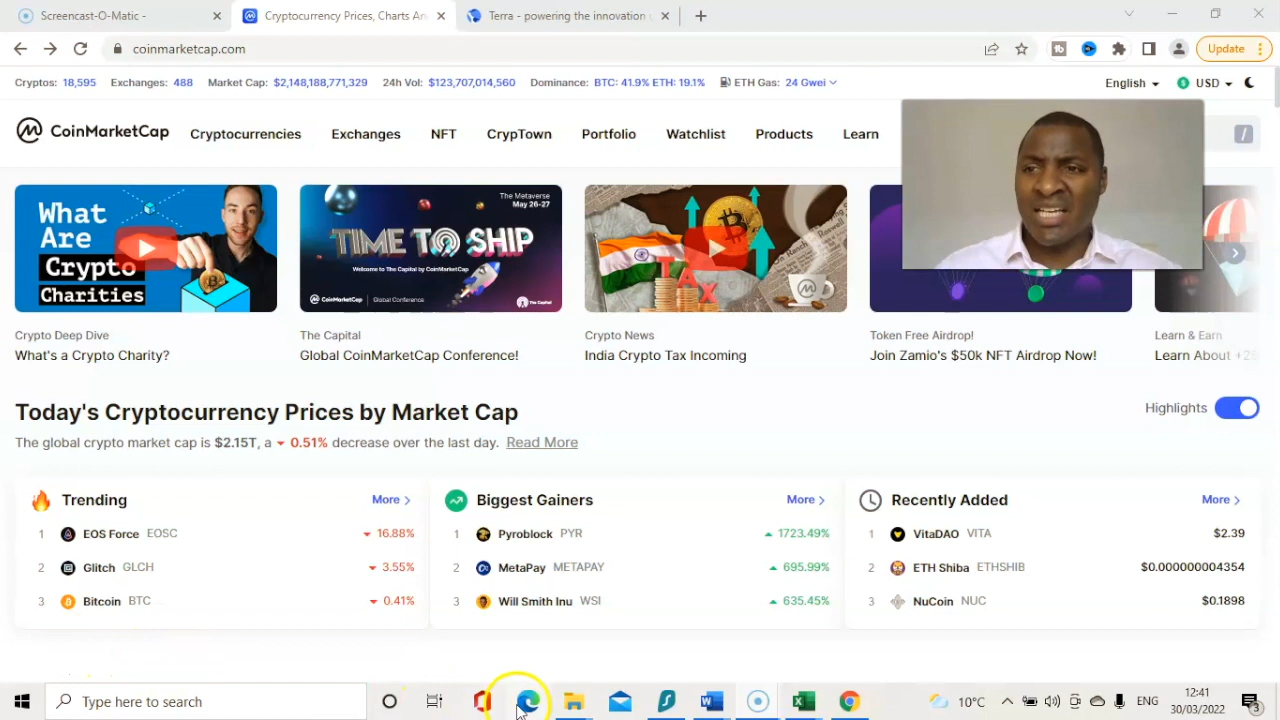 Screencast-O-Matic
Cryptocurrency Prices, Charts An
Terra - powering the innovation
coinmarketcap.com
Update
Cryptos: 18,595 Exchanges: 488 Market Cap: $2,148,188,771,329 24h Vol: $123,707,014,560 Dominance: BTC: 41.9% ETH: 19.1% ETH Gas: 24 Gwei
English USD
CoinMarketCap
Cryptocurrencies Exchanges NFT CrypTown Portfolio Watchlist Products Learn /
What
Are
Crypto
Charities
The Metaverse
May 26-27
TIME TO SHIP
Welcome to The Capital by CoinMarketCap
CoinMarketCap Global Conference
The Capital
TAX
Crypto Deep Dive
What's a Crypto Charity?
The Capital
Global CoinMarketCap Conference!
Crypto News
India Crypto Tax Incoming
Token Free Airdrop!
Join Zamio's $50k NFT Airdrop Now!
Learn & Earn
Learn About
Today's Cryptocurrency Prices by Market Cap
Highlights
The global crypto market cap is $2.15T, a 0.51% decrease over the last day. Read More
Trending More
1 EOS Force EOSC 16.88%
2 Glitch GLCH 3.55%
3 Bitcoin BTC 0.41%
Biggest Gainers More
1 Pyroblock PYR 1723.49%
2 MetaPay METAPAY 695.99%
3 Will Smith Inu WSI 635.45%
Recently Added More
1 VitaDAO VITA $2.39
2 ETH Shiba ETHSHIB $0.000000004354
3 NuCoin NUC $0.1898
Type here to search
10°C
ENG
12:41
30/03/2022
3